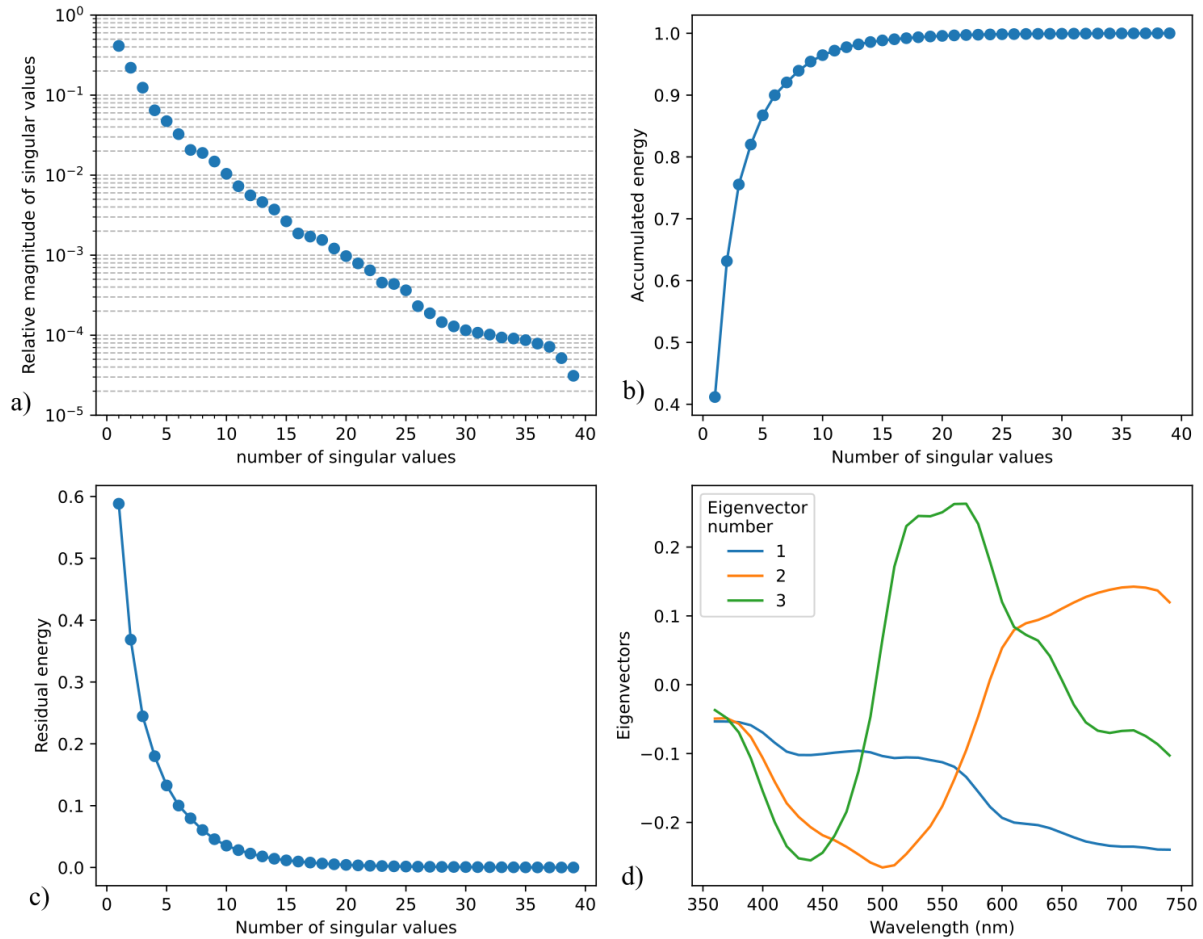 Relative magnitude of singular values
10^0
10^-1
10^-2
10^-3
10^-4
10^-5
0 5 10 15 20 25 30 35 40
number of singular values
a)
Accumulated energy
1.0
0.9
0.8
0.7
0.6
0.5
0.4
0 5 10 15 20 25 30 35 40
Number of singular values
b)
Residual energy
0.6
0.5
0.4
0.3
0.2
0.1
0.0
0 5 10 15 20 25 30 35 40
Number of singular values
c)
Eigenvectors
0.2
0.1
0.0
−0.1
−0.2
Eigenvector
number
1
2
3
350 400 450 500 550 600 650 700 750
Wavelength (nm)
d)